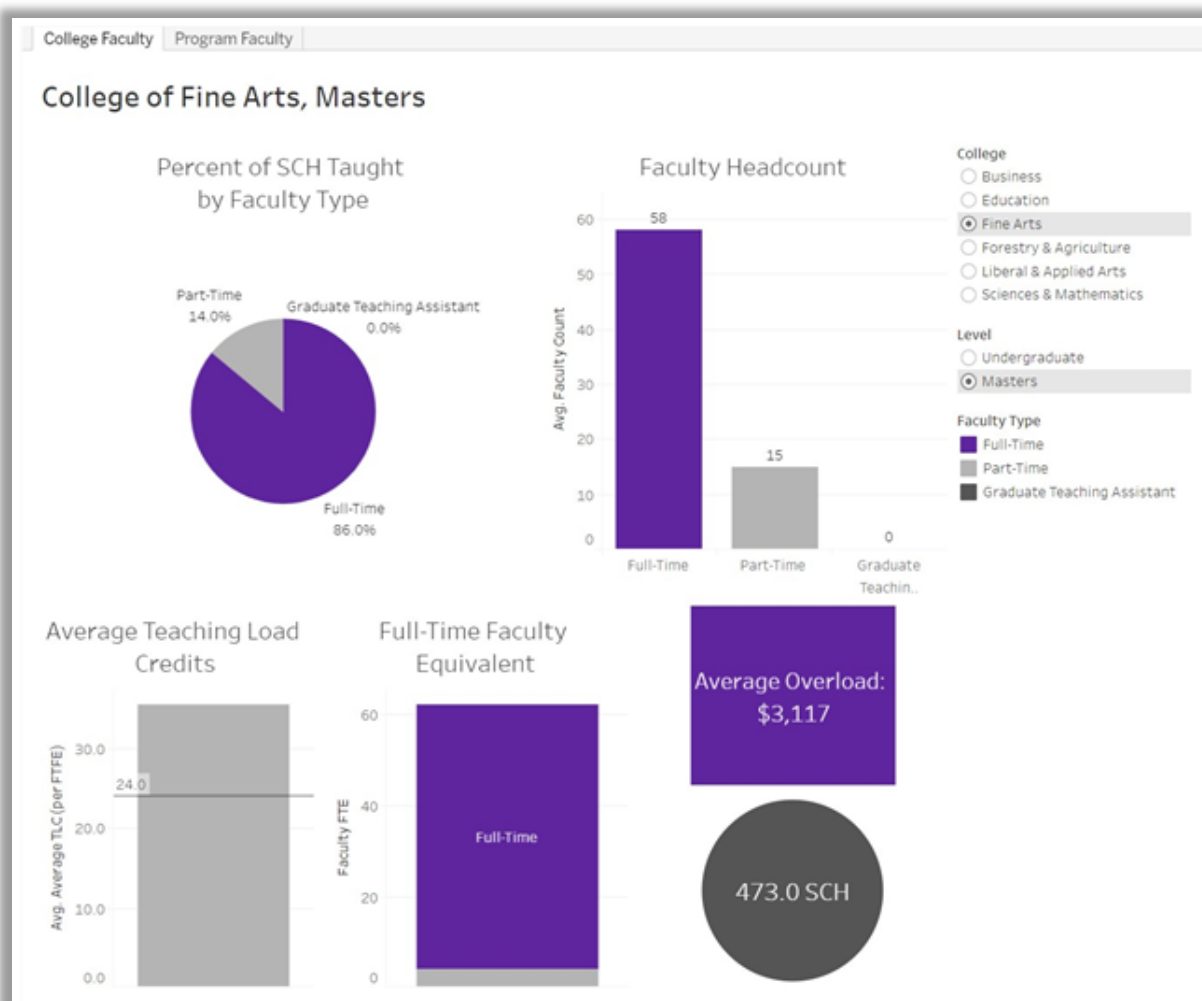 College Faculty
Program Faculty
College of Fine Arts, Masters
Percent of SCH Taught
by Faculty Type
Part-Time
14.0%
Graduate Teaching Assistant
0.0%
Full-Time
86.0%
Faculty Headcount
Avg. Faculty Count
60
50
40
30
20
10
0
58
15
0
Full-Time
Part-Time
Graduate
Teachin..
College
Business
Education
Fine Arts
Forestry & Agriculture
Liberal & Applied Arts
Sciences & Mathematics
Level
Undergraduate
Masters
Faculty Type
Full-Time
Part-Time
Graduate Teaching Assistant
Average Teaching Load
Credits
Avg. Average TLC (per FTFE)
30.0
24.0
20.0
10.0
0.0
Full-Time Faculty
Equivalent
Faculty FTE
60
40
20
0
Full-Time
Average Overload:
$3,117
473.0 SCH